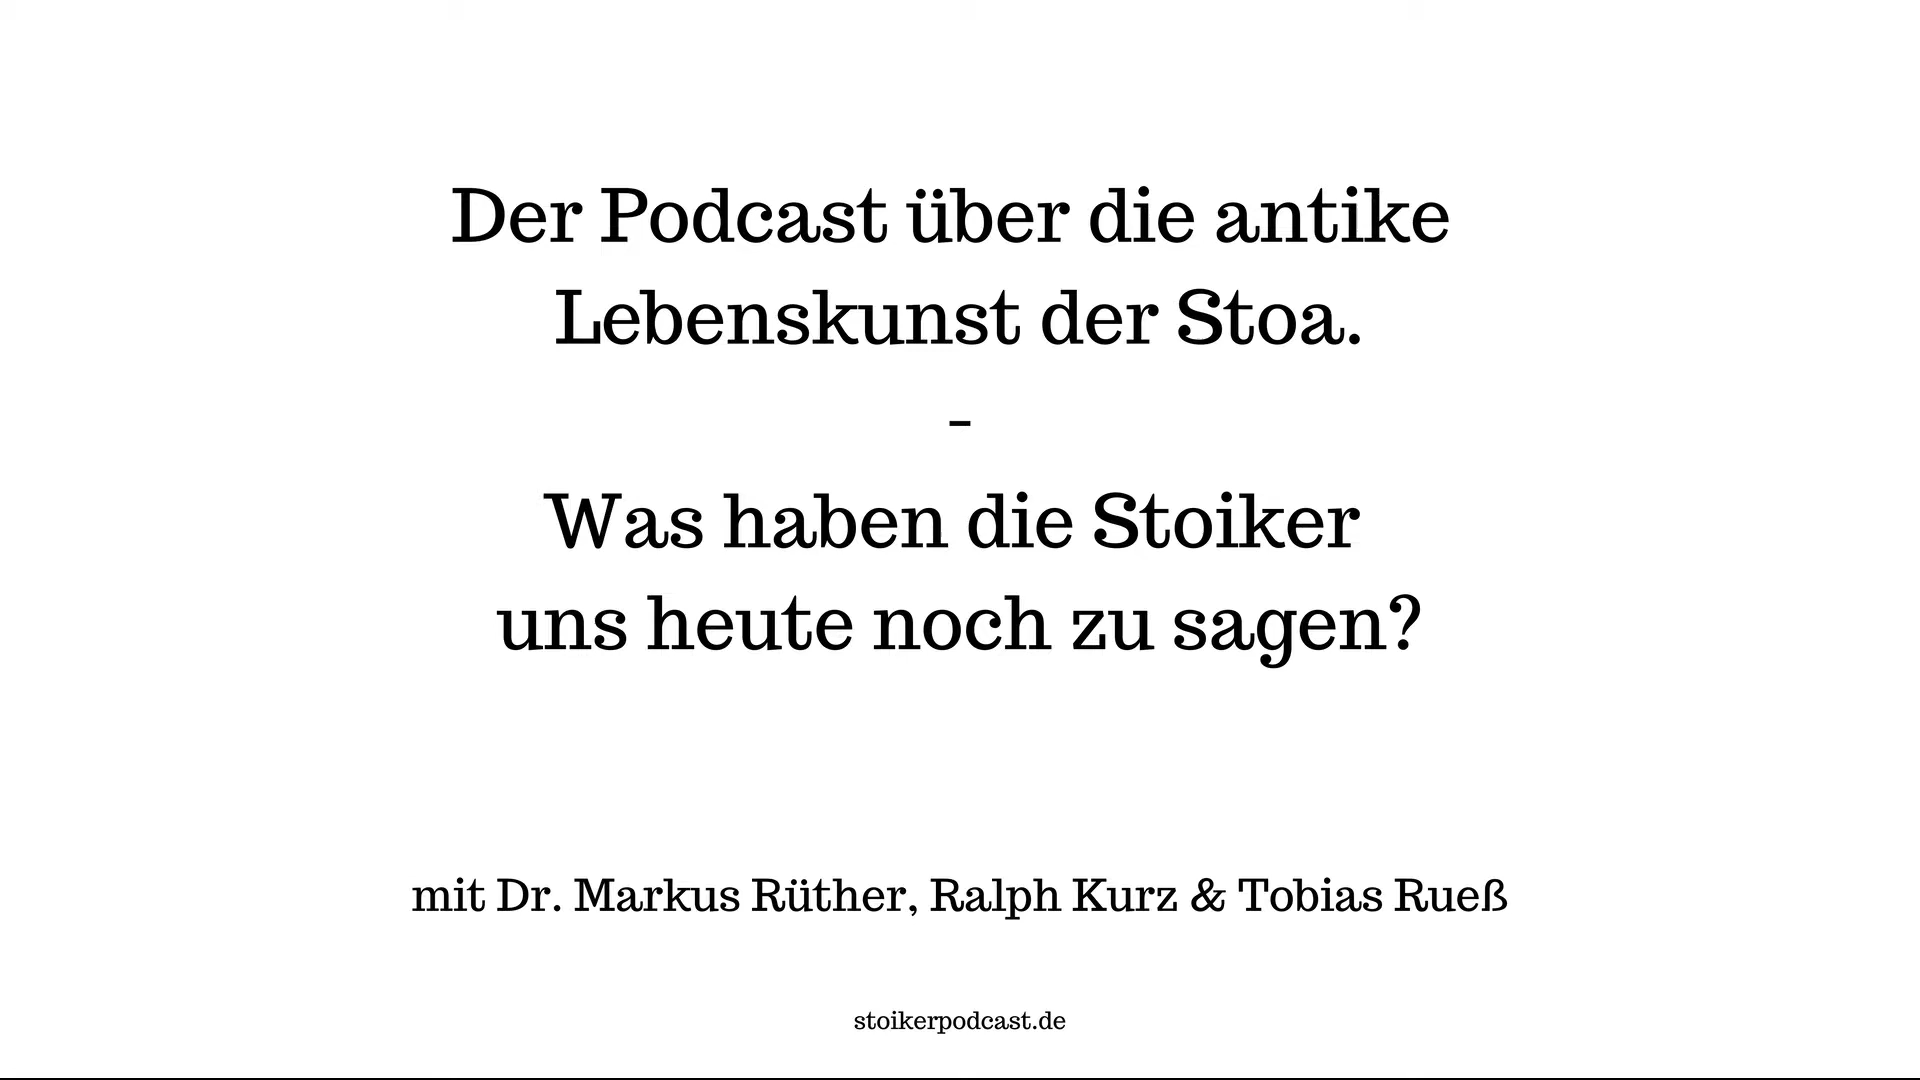 Der Podcast über die antike
Lebenskunst der Stoa.
-
Was haben die Stoiker
uns heute noch zu sagen?
mit Dr. Markus Rüther, Ralph Kurz & Tobias Rueß
stoikerpodcast.de